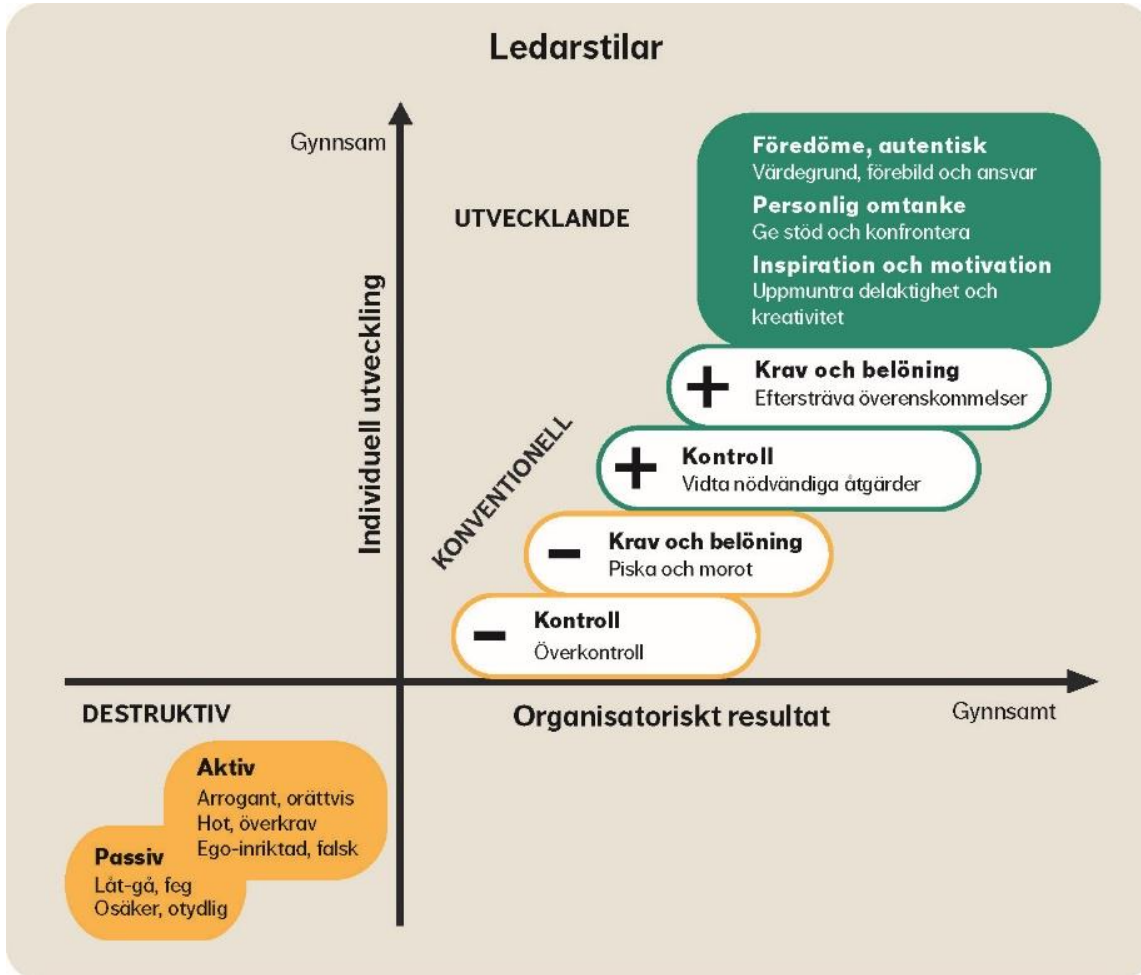 Ledarstilar
Gynnsam
Föredöme, autentisk
Värdegrund, förebild och ansvar
Personlig omtanke
Ge stöd och konfrontera
Inspiration och motivation
Uppmuntra delaktighet och
kreativitet
UTVECKLANDE
Individuell utveckling
KONVENTIONELL
+ Krav och belöning
Eftersträva överenskommelser
+ Kontroll
Vidta nödvändiga åtgärder
− Krav och belöning
Piska och morot
− Kontroll
Överkontroll
DESTRUKTIV
Organisatoriskt resultat
Gynnsamt
Aktiv
Arrogant, orättvis
Hot, överkrav
Ego-inriktad, falsk
Passiv
Låt-gå, feg
Osäker, otydlig